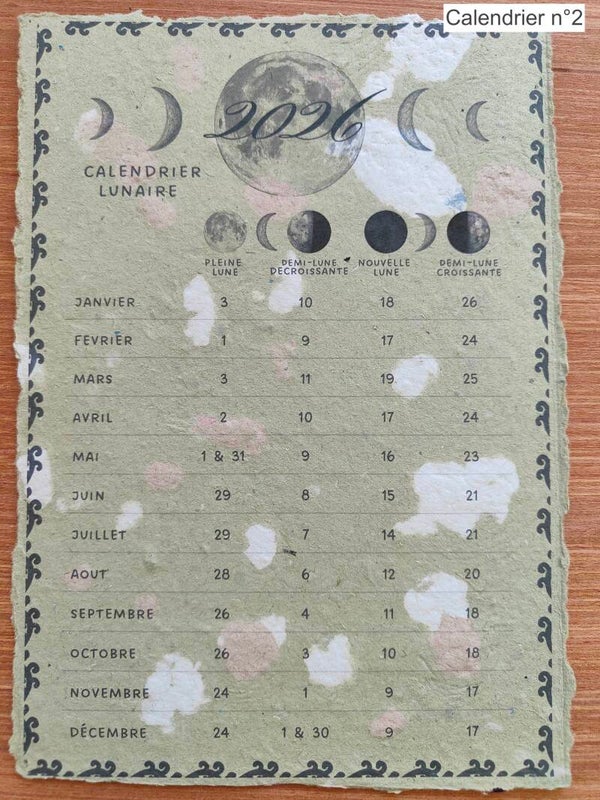 Calendrier n°2
2026
CALENDRIER
LUNAIRE
PLEINE LUNE DEMI-LUNE DECROISSANTE NOUVELLE LUNE DEMI-LUNE CROISSANTE
JANVIER 3 10 18 26
FEVRIER 1 9 17 24
MARS 3 11 19 25
AVRIL 2 10 17 24
MAI 1 & 31 9 16 23
JUIN 29 8 15 21
JUILLET 29 7 14 21
AOUT 28 6 12 20
SEPTEMBRE 26 4 11 18
OCTOBRE 26 3 10 18
NOVEMBRE 24 1 9 17
DÉCEMBRE 24 1 & 30 9 17